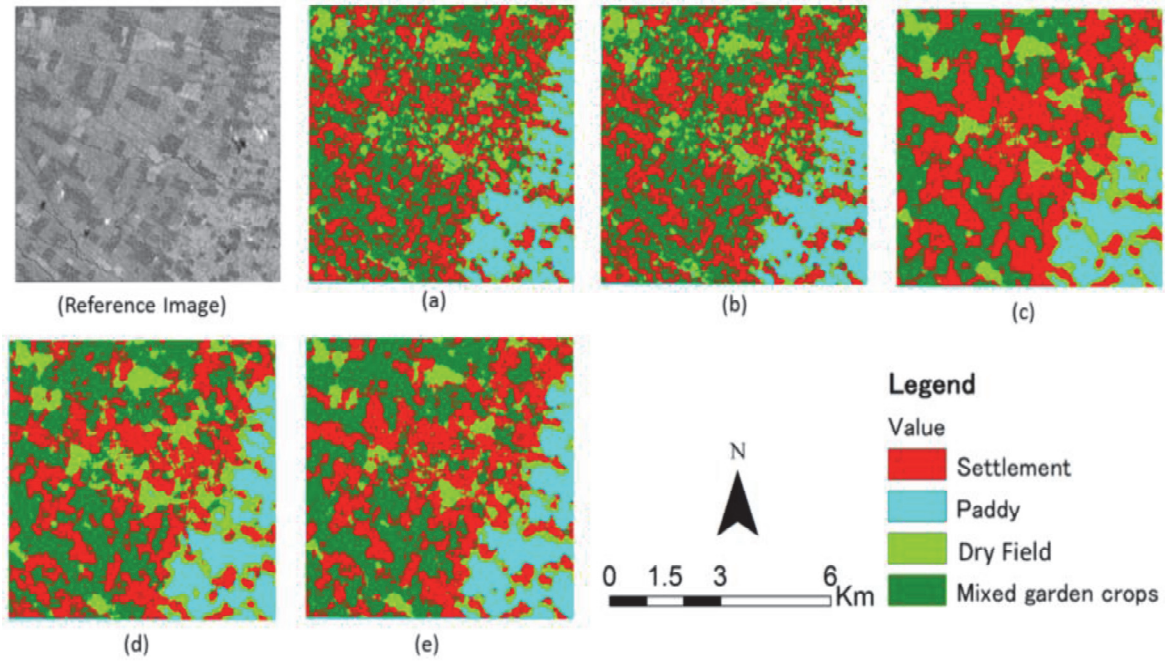 (Reference Image)
(a)
(b)
(c)
(d)
(e)
Legend
Value
Settlement
Paddy
Dry Field
Mixed garden crops
N
0 1.5 3 6
Km